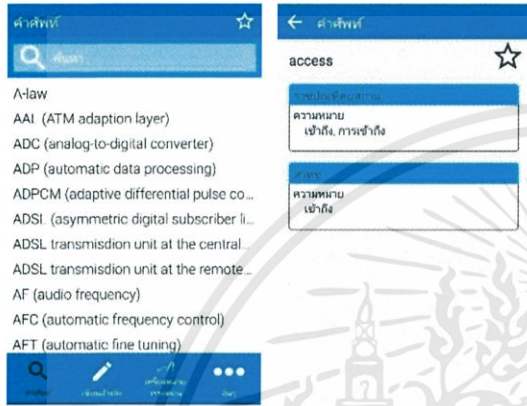 คำศัพท์
ค้นหา
A-law
AAL (ATM adaption layer)
ADC (analog-to-digital converter)
ADP (automatic data processing)
ADPCM (adaptive differential pulse co...
ADSL (asymmetric digital subscriber li...
ADSL transmisdion unit at the central...
ADSL transmisdion unit at the remote...
AF (audio frequency)
AFC (automatic frequency control)
AFT (automatic fine tuning)
คำศัพท์
access
ความหมาย
เข้าถึง, การเข้าถึง
ความหมาย
เข้าถึง